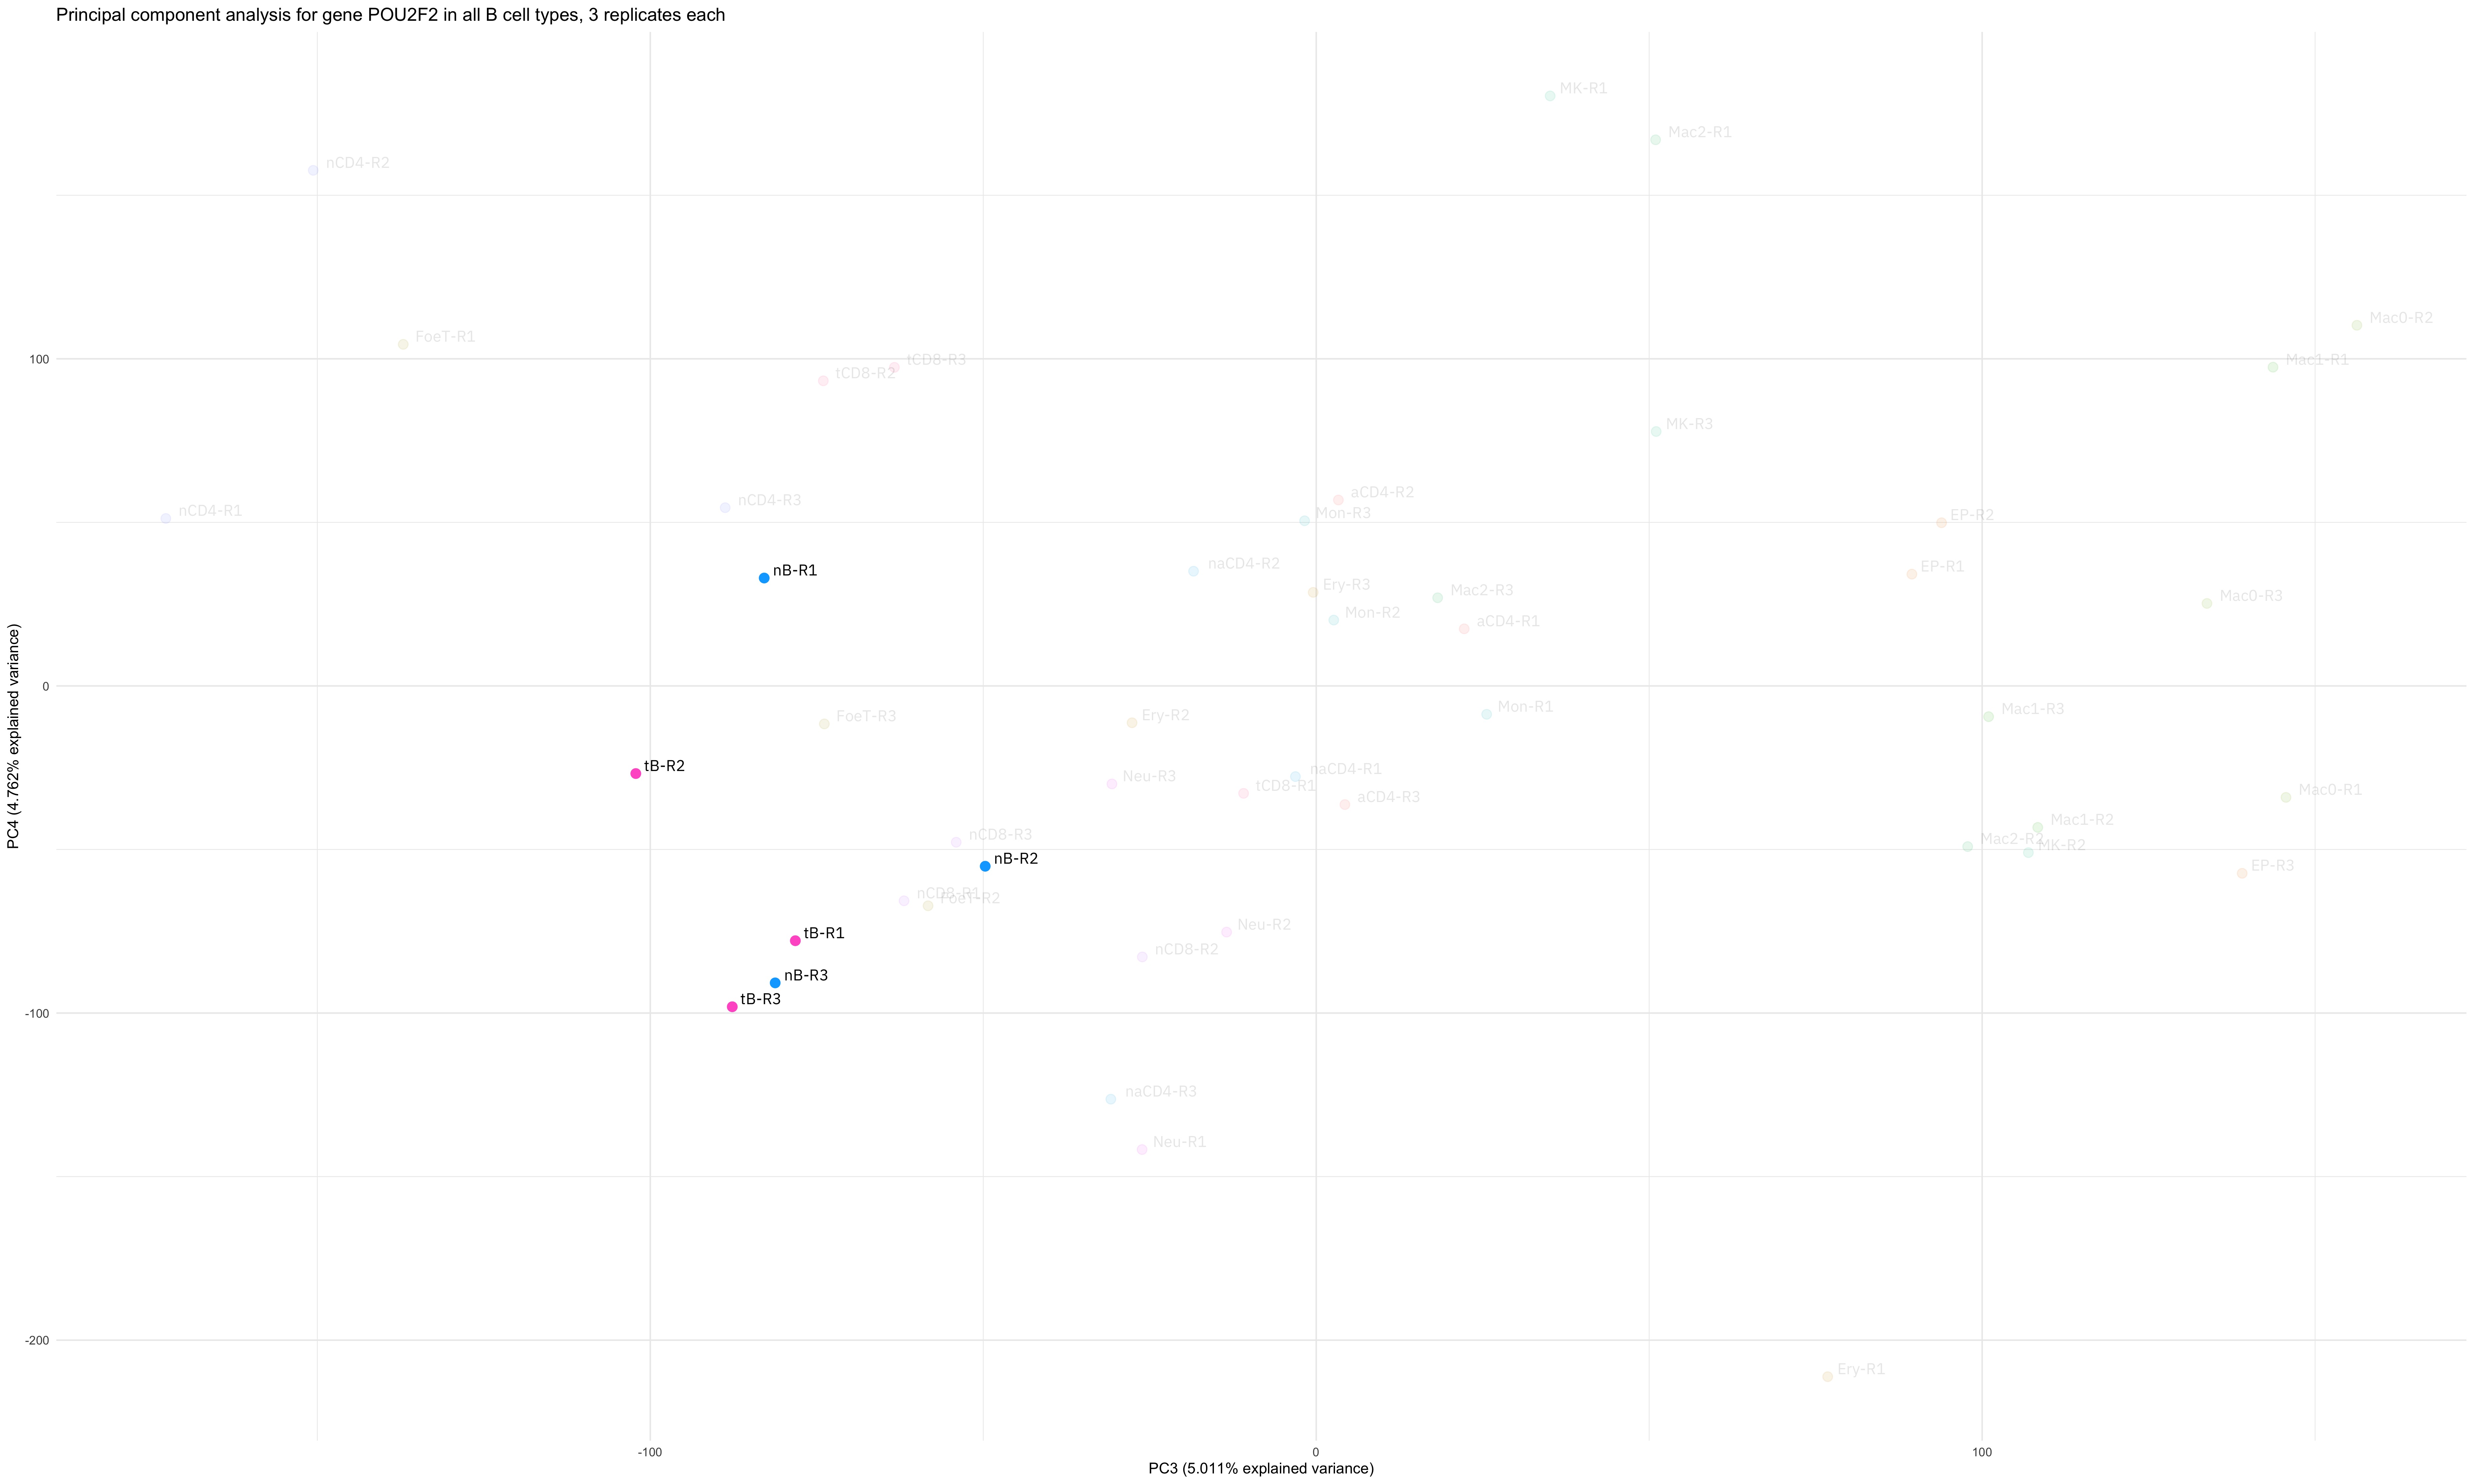 Principal component analysis for gene POU2F2 in all B cell types, 3 replicates each
MK-R1
Mac2-R1
nCD4-R2
Mac0-R2
FoeT-R1
100
tCD8-R3
Mac1-R1
tCD8-R2
MK-R3
aCD4-R2
nCD4-R3
nCD4-R1
Mon-R3
EP-R2
nB-R1
naCD4-R2
EP-R1
Ery-R3
Mac2-R3
Mac0-R3
Mon-R2
aCD4-R1
0
PC4 (4.762% explained variance)
Mon-R1
Mac1-R3
FoeT-R3
Ery-R2
tB-R2
naCD4-R1
Neu-R3
tCD8-R1
Mac0-R1
aCD4-R3
Mac1-R2
nCD8-R3
Mac2-R2
MK-R2
nB-R2
EP-R3
nCD8-R1
FoeT-R2
Neu-R2
tB-R1
nCD8-R2
nB-R3
tB-R3
-100
naCD4-R3
Neu-R1
-200
Ery-R1
-100
0
100
PC3 (5.011% explained variance)